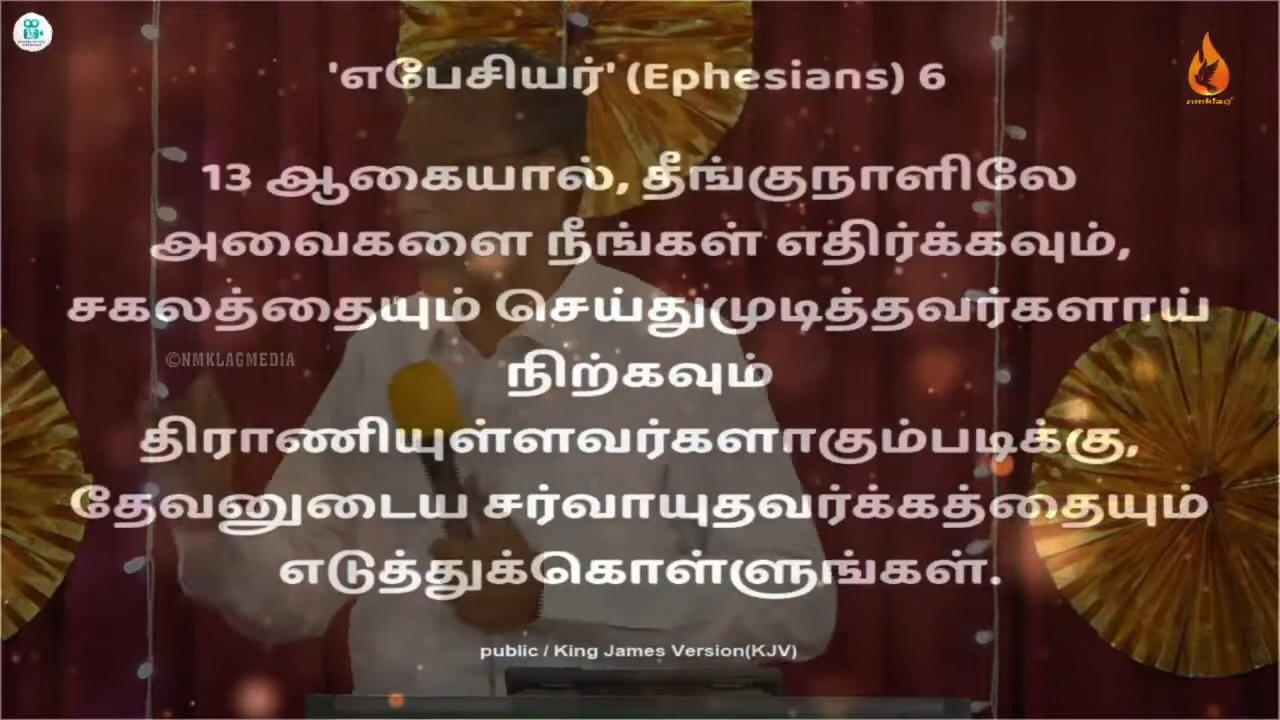 'எபேசியர்' (Ephesians) 6
nmklag
13 ஆகையால், தீங்குநாளிலே
அவைகளை நீங்கள் எதிர்க்கவும்,
சகலத்தையும் செய்துமுடித்தவர்களாய்
©NMKLAGMEDIA
நிற்கவும்
திராணியுள்ளவர்களாகும்படிக்கு,
தேவனுடைய சர்வாயுதவர்க்கத்தையும்
எடுத்துக்கொள்ளுங்கள்.
public / King James Version(KJV)